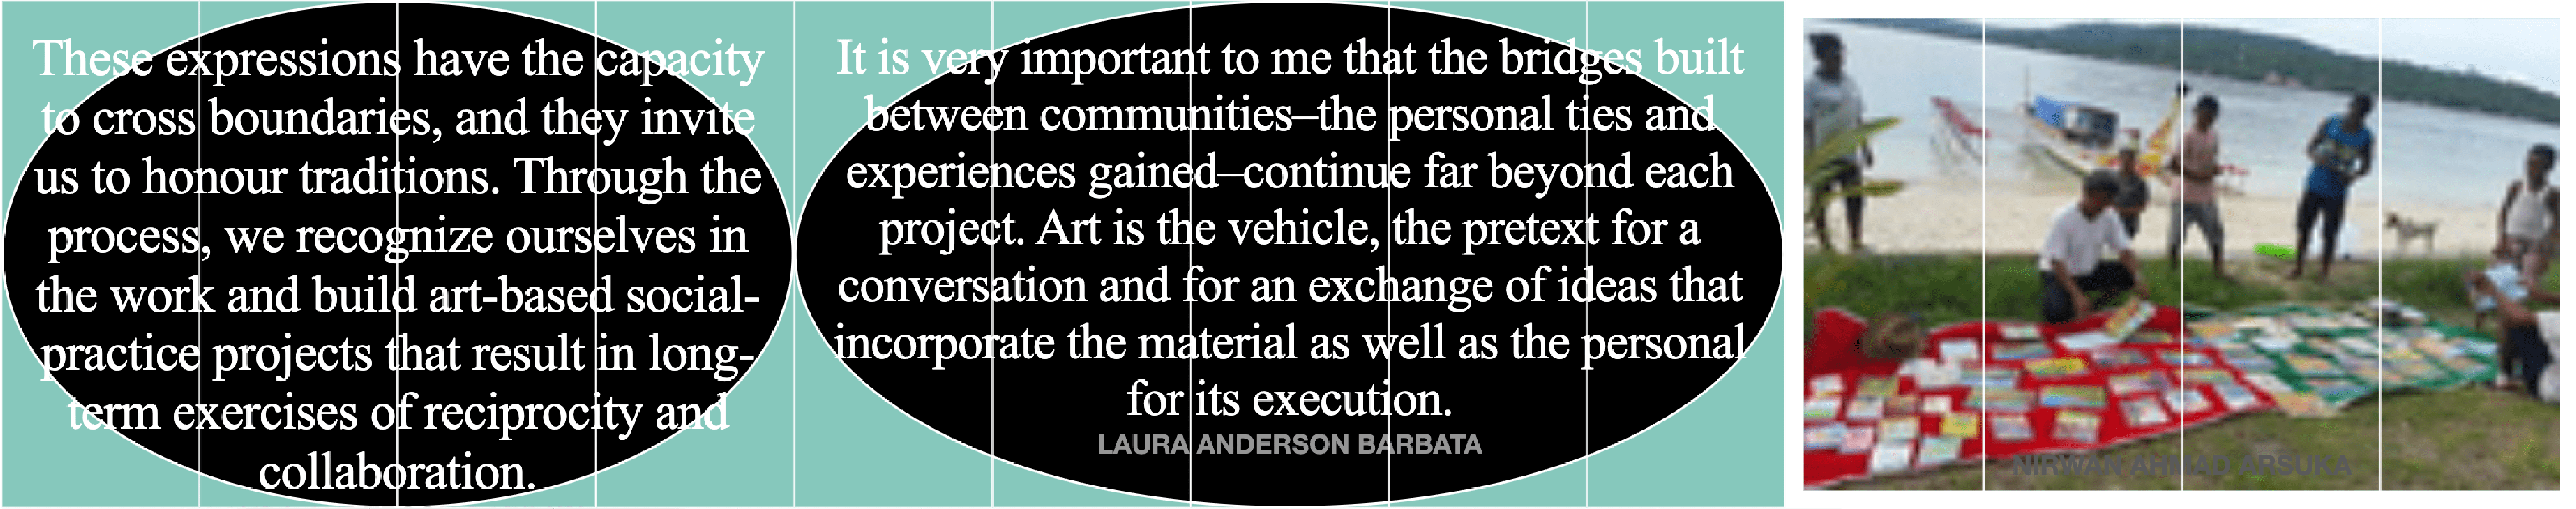 These expressions have the capacity
to cross boundaries, and they invite
us to honour traditions. Through the
process, we recognize ourselves in
the work and build art-based social-
practice projects that result in long-
term exercises of reciprocity and
collaboration.
It is very important to me that the bridges built
between communities–the personal ties and
experiences gained–continue far beyond each
project. Art is the vehicle, the pretext for a
conversation and for an exchange of ideas that
incorporate the material as well as the personal
for its execution.
LAURA ANDERSON BARBATA
NIRWAN AHMAD ARSUKA